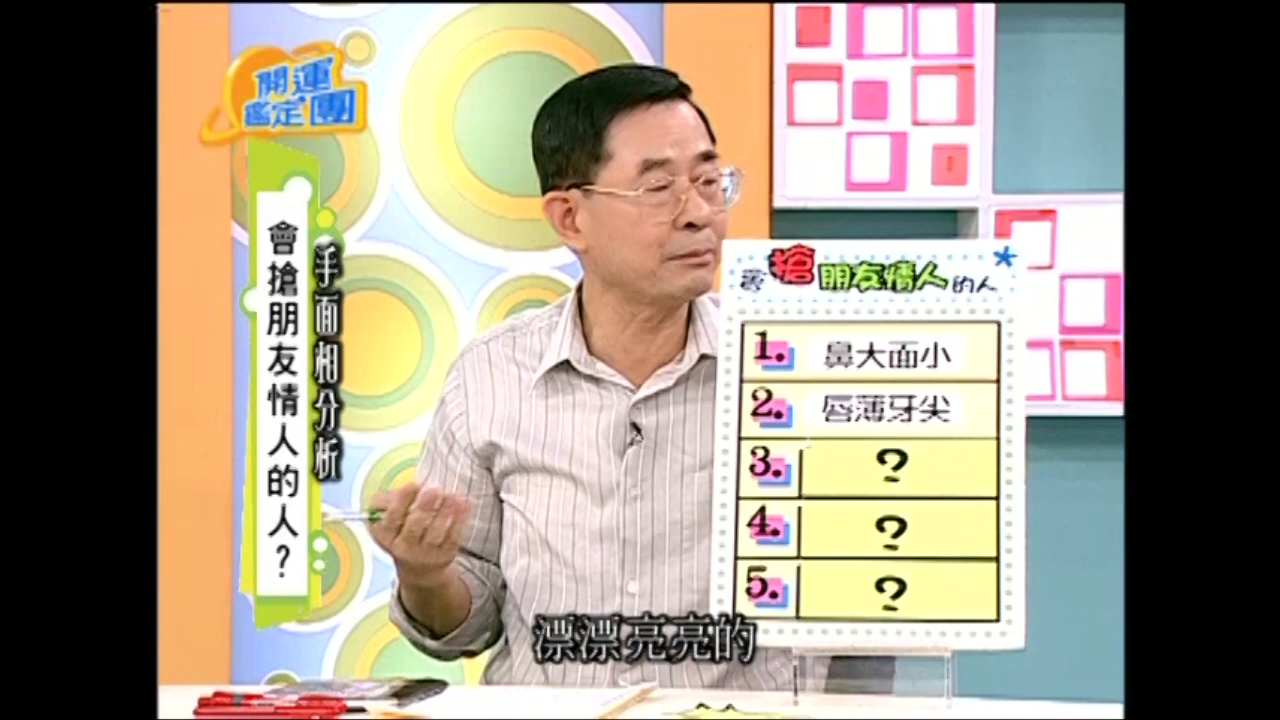 開運
鑑定團
手面相分析
會搶朋友情人的人?
愛搶朋友情人的人
1. 鼻大面小
2. 唇薄牙尖
3. ?
4. ?
5. ?
漂漂亮亮的